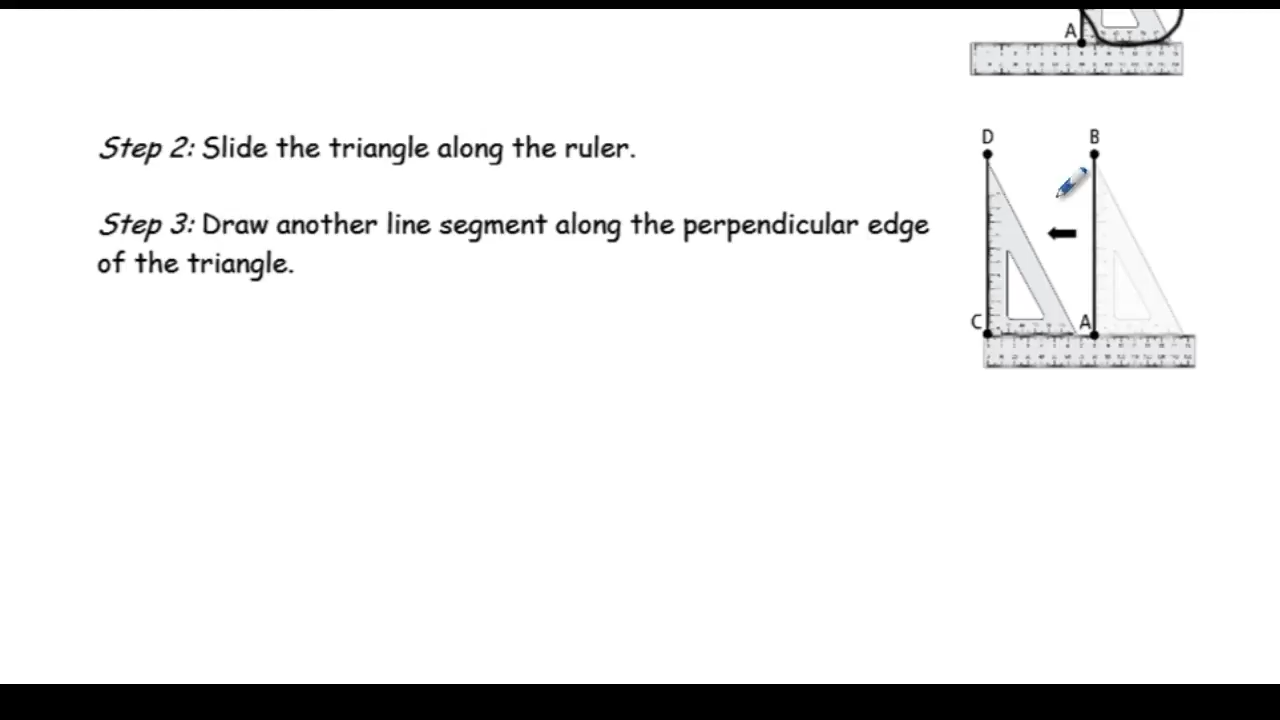 A
Step 2: Slide the triangle along the ruler.
D B
Step 3: Draw another line segment along the perpendicular edge
of the triangle.
C A